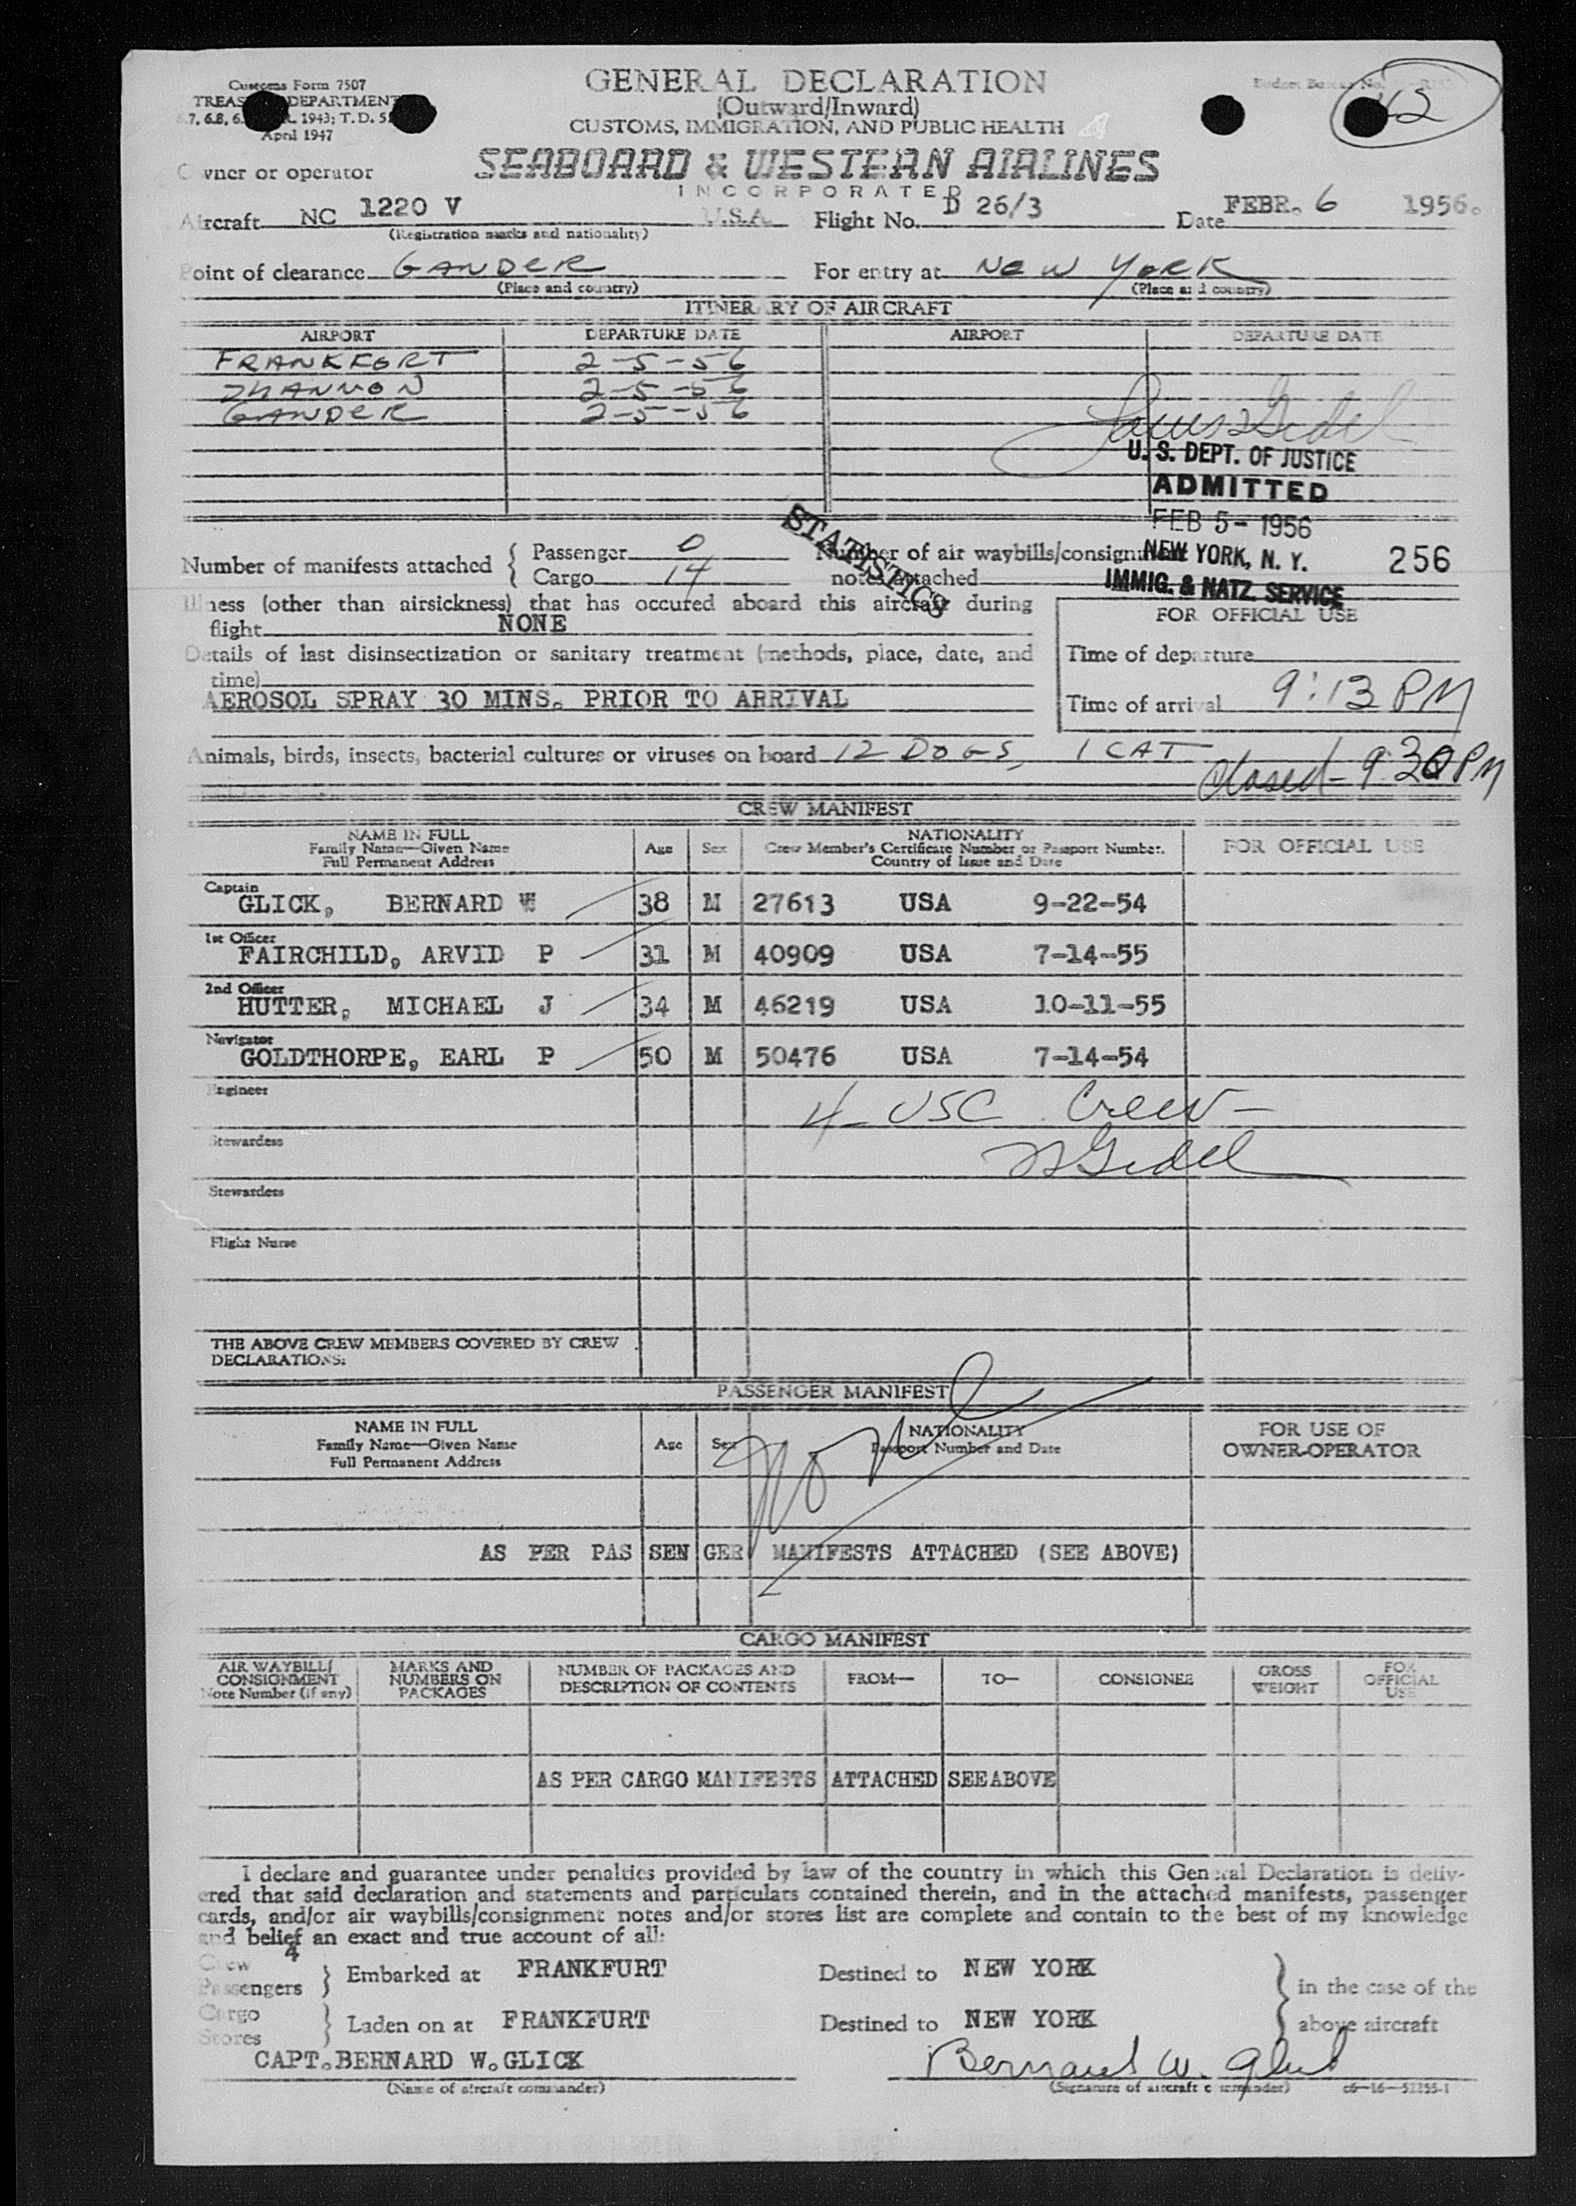 Customs Form 7507
TREASURY DEPARTMENT
1943; T. D.
April 1947
GENERAL DECLARATION
(Outward/Inward)
CUSTOMS, IMMIGRATION, AND PUBLIC HEALTH
42
Owner or operator SEABOARD & WESTERN AIRLINES
INCORPORATED
Aircraft NC 1220 V U.S.A. Flight No. D 26/3 Date FEBR. 6 1956.
(Registration marks and nationality)
Point of clearance GANDER For entry at NEW YORK
(Place and country) (Place and country)
ITINERARY OF AIRCRAFT
AIRPORT DEPARTURE DATE AIRPORT DEPARTURE DATE
FRANKFORT 2-5-56
SHANNON 2-5-56
GANDER 2-5-56
U. S. DEPT. OF JUSTICE
ADMITTED
FEB 5 - 1956
NEW YORK, N. Y.
IMMIG. & NATZ. SERVICE
STATISTICS
Number of manifests attached { Passenger 0 Number of air waybills/consignment 256
Cargo 14 notes attached
Illness (other than airsickness) that has occured aboard this aircraft during
flight NONE
FOR OFFICIAL USE
Details of last disinsectization or sanitary treatment (methods, place, date, and
time)
AEROSOL SPRAY 30 MINS. PRIOR TO ARRIVAL
Time of departure
Time of arrival 9:13 PM
Animals, birds, insects, bacterial cultures or viruses on board 12 DOGS, 1 CAT
Closed - 9:30 PM
CREW MANIFEST
NAME IN FULL
Family Name—Given Name
Full Permanent Address
Age Sex
NATIONALITY
Crew Member's Certificate Number or Passport Number.
Country of Issue and Date
FOR OFFICIAL USE
Captain
GLICK, BERNARD W 38 M 27613 USA 9-22-54
1st Officer
FAIRCHILD, ARVID P 31 M 40909 USA 7-14-55
2nd Officer
HUTTER, MICHAEL J 34 M 46219 USA 10-11-55
Navigator
GOLDTHORPE, EARL P 50 M 50476 USA 7-14-54
Engineer
4 - USC Crew -
Stewardess
Stewardess
Flight Nurse
THE ABOVE CREW MEMBERS COVERED BY CREW
DECLARATIONS:
PASSENGER MANIFEST
NAME IN FULL
Family Name—Given Name
Full Permanent Address
Age Sex
NATIONALITY
Passport Number and Date
FOR USE OF
OWNER-OPERATOR
None
AS PER PASSENGER MANIFESTS ATTACHED (SEE ABOVE)
CARGO MANIFEST
AIR WAYBILL/
CONSIGNMENT
Note Number (if any)
MARKS AND
NUMBERS ON
PACKAGES
NUMBER OF PACKAGES AND
DESCRIPTION OF CONTENTS
FROM— TO— CONSIGNEE
GROSS
WEIGHT
FOR
OFFICIAL
USE
AS PER CARGO MANIFESTS ATTACHED SEE ABOVE
I declare and guarantee under penalties provided by law of the country in which this General Declaration is deliv-
ered that said declaration and statements and particulars contained therein, and in the attached manifests, passenger
cards, and/or air waybills/consignment notes and/or stores list are complete and contain to the best of my knowledge
and belief an exact and true account of all:
Crew 4
Passengers } Embarked at FRANKFURT Destined to NEW YORK } in the case of the
Cargo
Stores } Laden on at FRANKFURT Destined to NEW YORK above aircraft
CAPT. BERNARD W. GLICK Bernard W. Glick
(Name of aircraft commander) (Signature of aircraft commander) c6—16—52255-1